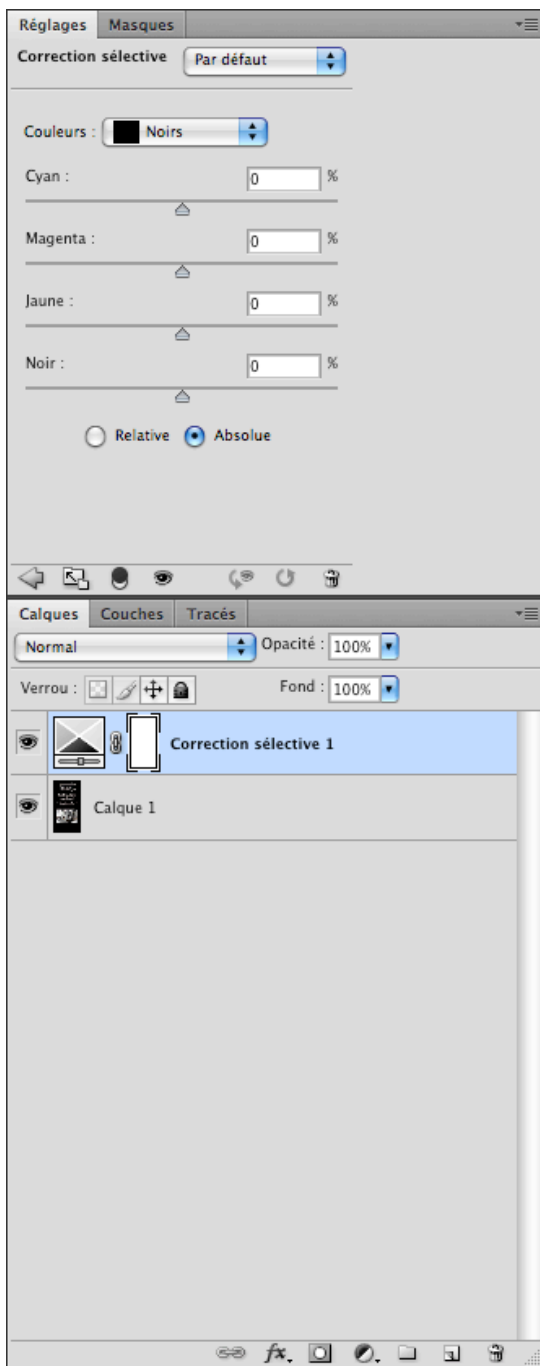 Réglages Masques
Correction sélective Par défaut
Couleurs : Noirs
Cyan : 0 %
Magenta : 0 %
Jaune : 0 %
Noir : 0 %
Relative Absolue
Calques Couches Tracés
Normal Opacité : 100%
Verrou : Fond : 100%
Correction sélective 1
Calque 1
fx.